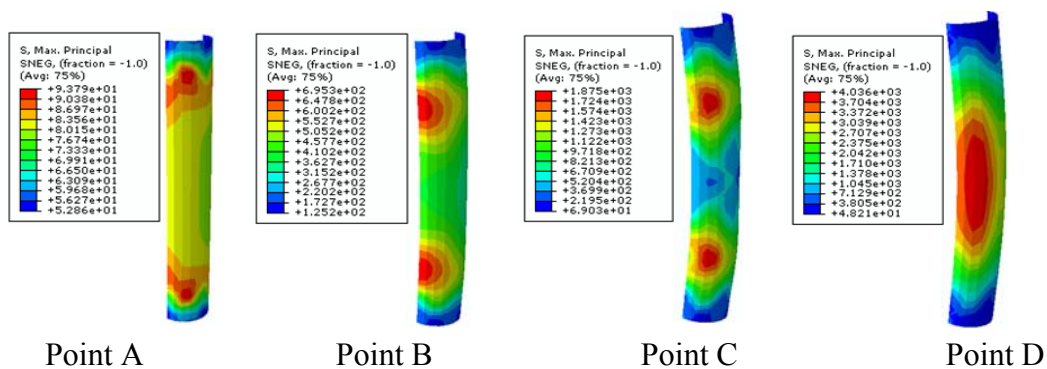 S, Max. Principal
SNEG, (fraction = -1.0)
(Avg: 75%)
+9.379e+01
+9.038e+01
+8.697e+01
+8.356e+01
+8.015e+01
+7.674e+01
+7.333e+01
+6.991e+01
+6.650e+01
+6.309e+01
+5.968e+01
+5.627e+01
+5.286e+01
Point A
S, Max. Principal
SNEG, (fraction = -1.0)
(Avg: 75%)
+6.953e+02
+6.478e+02
+6.002e+02
+5.527e+02
+5.052e+02
+4.577e+02
+4.102e+02
+3.627e+02
+3.152e+02
+2.677e+02
+2.202e+02
+1.727e+02
+1.252e+02
Point B
S, Max. Principal
SNEG, (fraction = -1.0)
(Avg: 75%)
+1.875e+03
+1.724e+03
+1.574e+03
+1.423e+03
+1.273e+03
+1.122e+03
+9.718e+02
+8.213e+02
+6.709e+02
+5.204e+02
+3.699e+02
+2.195e+02
+6.903e+01
Point C
S, Max. Principal
SNEG, (fraction = -1.0)
(Avg: 75%)
+4.036e+03
+3.704e+03
+3.372e+03
+3.039e+03
+2.707e+03
+2.375e+03
+2.042e+03
+1.710e+03
+1.378e+03
+1.045e+03
+7.129e+02
+3.805e+02
+4.821e+01
Point D